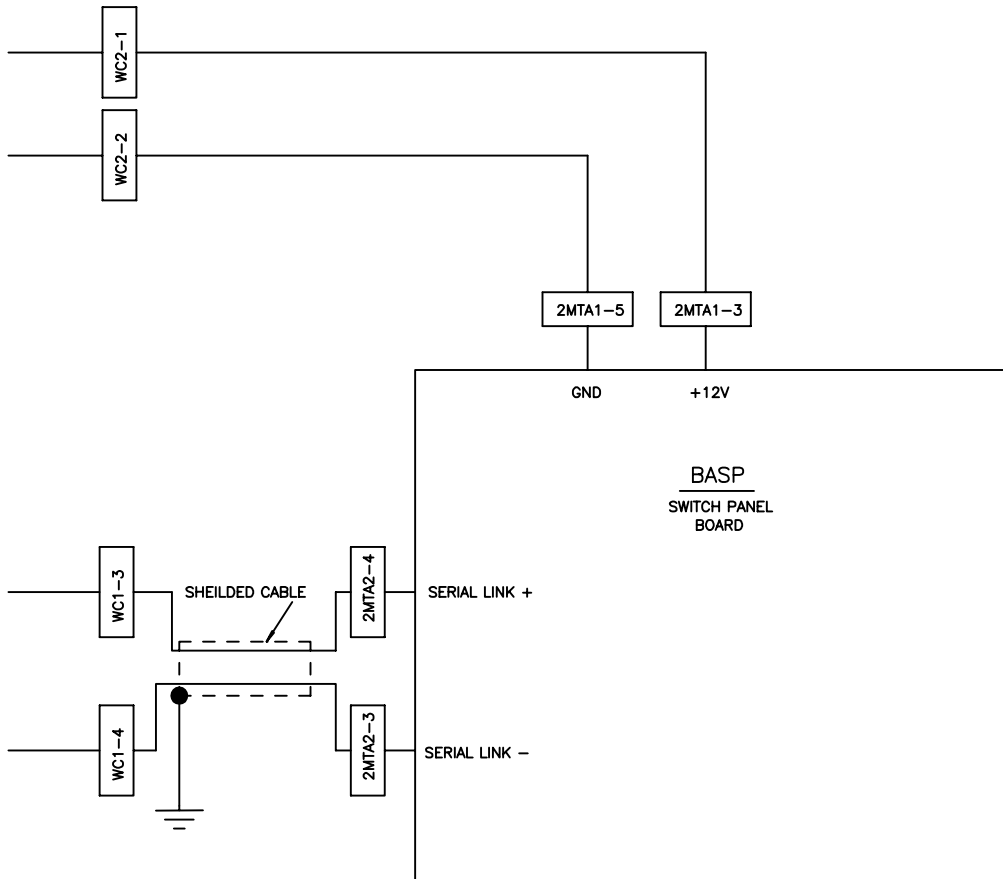 WC2-1
WC2-2
2MTA1-5
2MTA1-3
GND
+12V
BASP
SWITCH PANEL
BOARD
WC1-3
SHEILDED CABLE
2MTA2-4
SERIAL LINK +
WC1-4
2MTA2-3
SERIAL LINK -